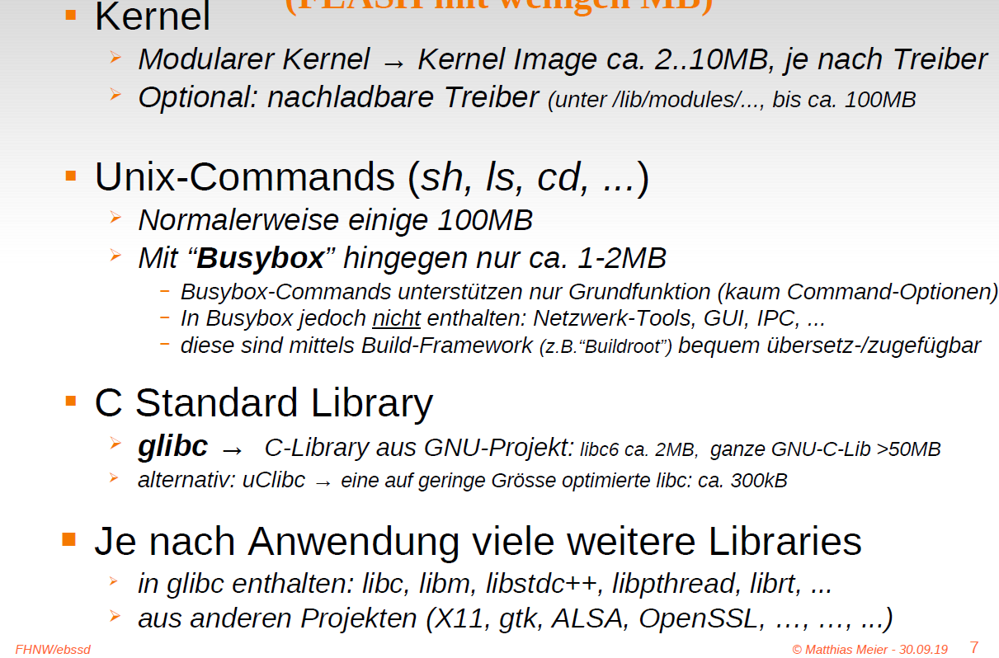 (FLASH mit wenigen MB)
Kernel
Modularer Kernel → Kernel Image ca. 2..10MB, je nach Treiber
Optional: nachladbare Treiber (unter /lib/modules/..., bis ca. 100MB
Unix-Commands (sh, ls, cd, ...)
Normalerweise einige 100MB
Mit “Busybox” hingegen nur ca. 1-2MB
Busybox-Commands unterstützen nur Grundfunktion (kaum Command-Optionen)
In Busybox jedoch nicht enthalten: Netzwerk-Tools, GUI, IPC, ...
diese sind mittels Build-Framework (z.B.“Buildroot”) bequem übersetz-/zugefügbar
C Standard Library
glibc → C-Library aus GNU-Projekt: libc6 ca. 2MB, ganze GNU-C-Lib >50MB
alternativ: uClibc → eine auf geringe Grösse optimierte libc: ca. 300kB
Je nach Anwendung viele weitere Libraries
in glibc enthalten: libc, libm, libstdc++, libpthread, librt, ...
aus anderen Projekten (X11, gtk, ALSA, OpenSSL, …, …, ...)
FHNW/ebssd
© Matthias Meier - 30.09.19 7